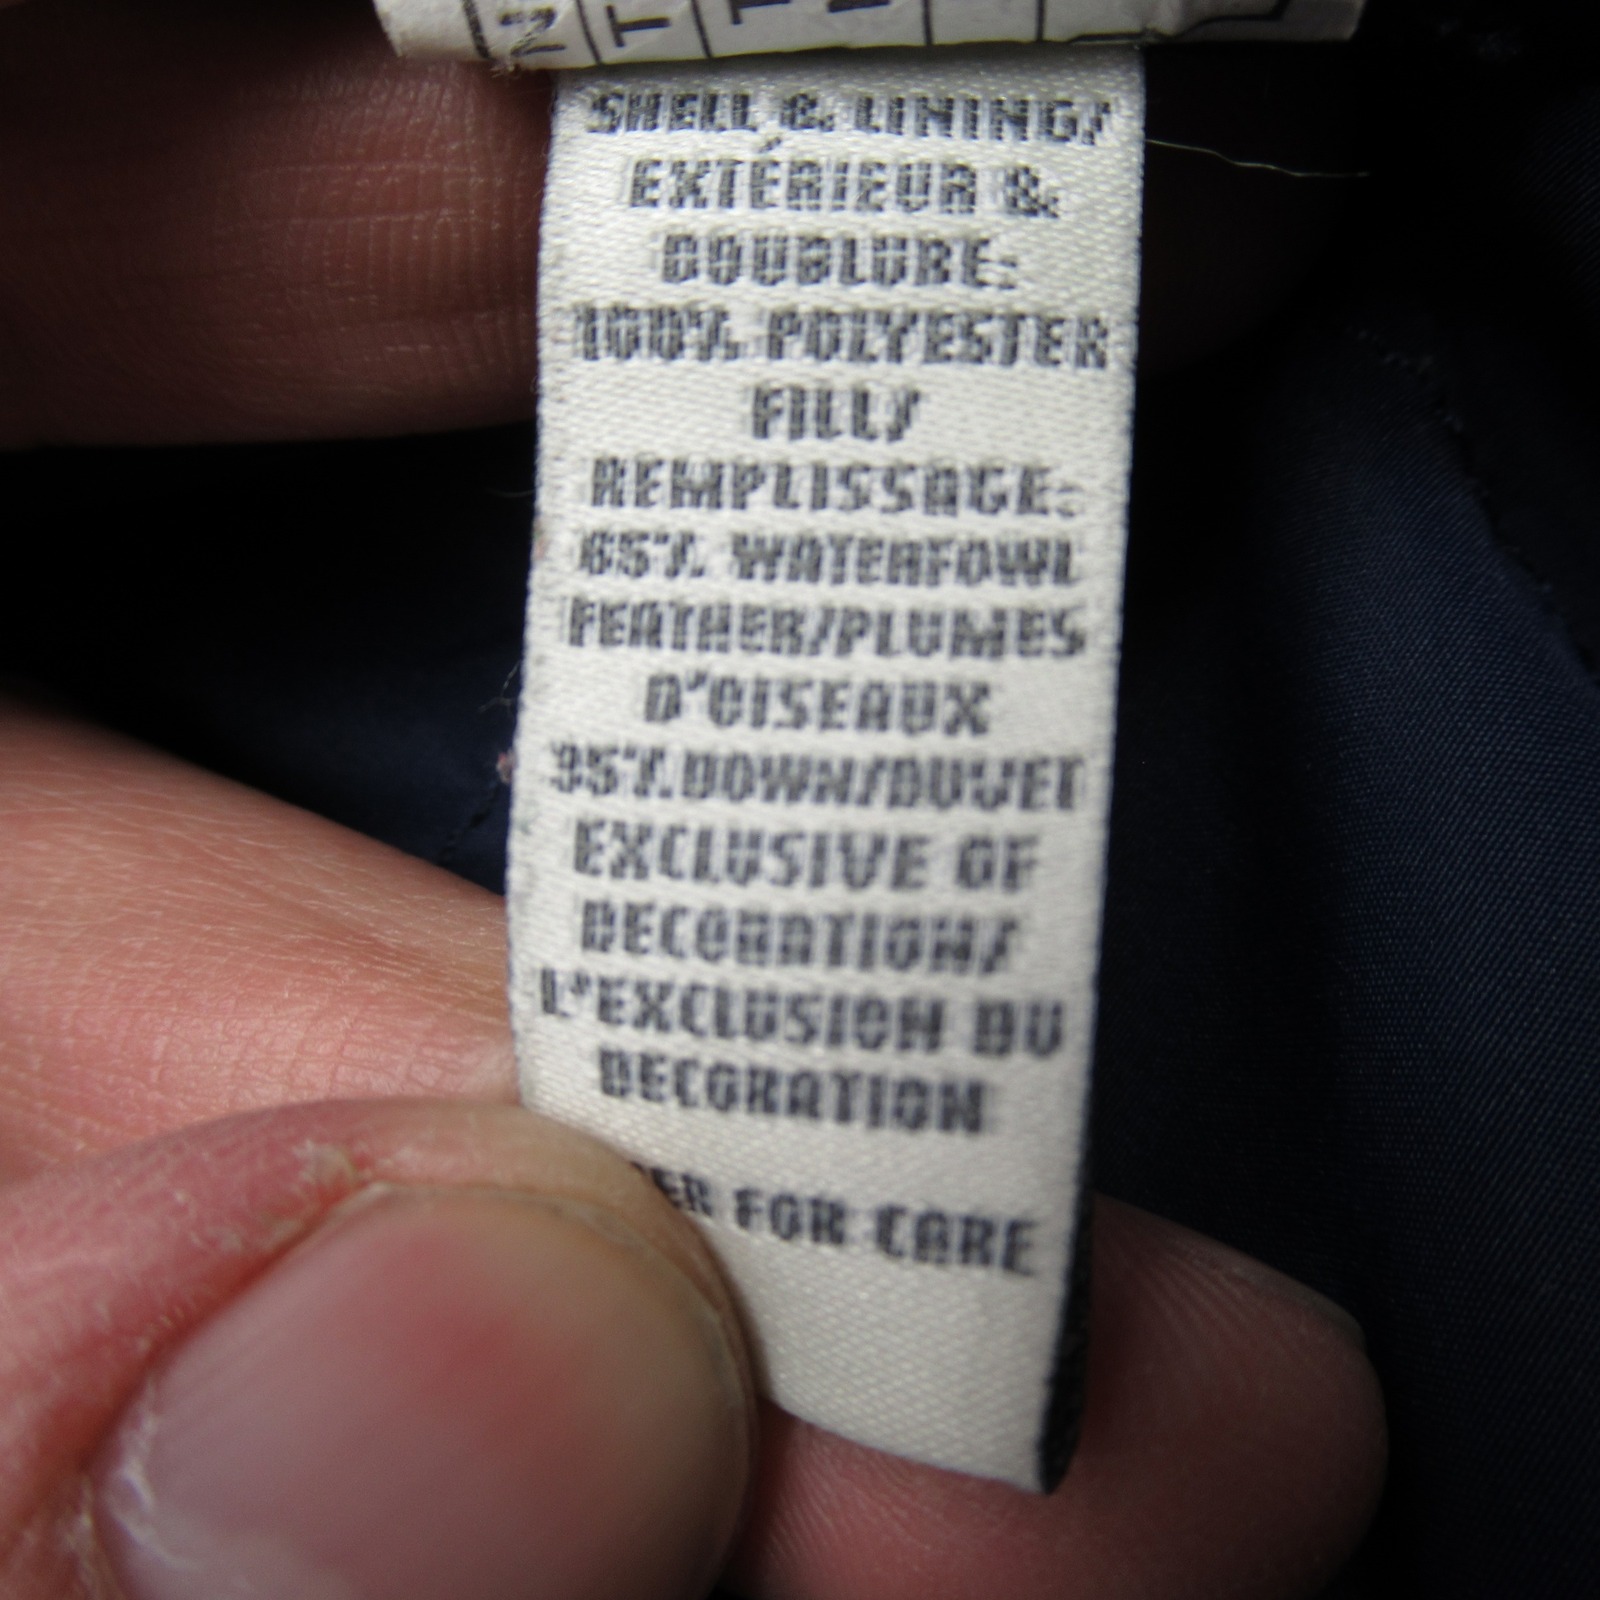 SHELL & LINING/
EXTÉRIEUR &
DOUBLURE:
100% POLYESTER
FILL/
REMPLISSAGE:
65% WATERFOWL
FEATHER/PLUMES
D'OISEAUX
35% DOWN/DUVET
EXCLUSIVE OF
DECORATION/
L'EXCLUSION DU
DECORATION
FOR CARE